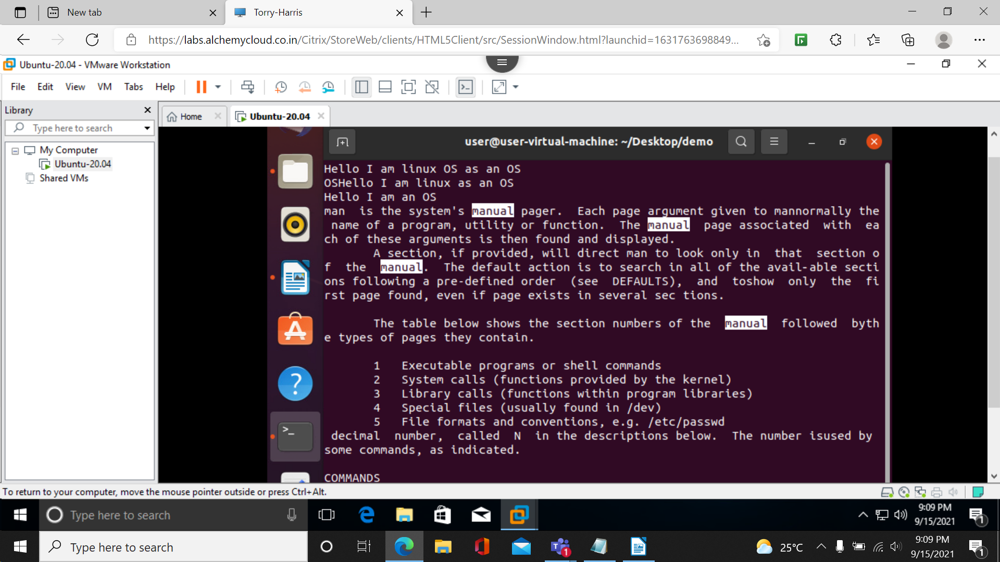 New tab
Torry-Harris
https://labs.alchemycloud.co.in/Citrix/StoreWeb/clients/HTML5Client/src/SessionWindow.html?launchid=1631763698849...
Ubuntu-20.04 - VMware Workstation
File Edit View VM Tabs Help
Library
Home
Ubuntu-20.04
Type here to search
My Computer
Ubuntu-20.04
Shared VMs
user@user-virtual-machine: ~/Desktop/demo
Hello I am linux OS as an OS
OSHello I am linux as an OS
Hello I am an OS
man  is the system's manual pager.  Each page argument given to mannormally the
 name of a program, utility or function.  The manual  page associated  with  ea
ch of these arguments is then found and displayed.
       A section, if provided, will direct man to look only in  that  section o
f  the  manual.  The default action is to search in all of the avail-able secti
ons following a pre-defined order  (see  DEFAULTS),  and  toshow  only  the  fi
rst page found, even if page exists in several sec tions.
       The table below shows the section numbers of the  manual  followed  byth
e types of pages they contain.
       1   Executable programs or shell commands
       2   System calls (functions provided by the kernel)
       3   Library calls (functions within program libraries)
       4   Special files (usually found in /dev)
       5   File formats and conventions, e.g. /etc/passwd
 decimal  number,  called  N  in the descriptions below.  The number isused by
some commands, as indicated.
COMMANDS
To return to your computer, move the mouse pointer outside or press Ctrl+Alt.
Type here to search
9:09 PM
9/15/2021
1
Type here to search
1
25°C
9:09 PM
9/15/2021
1